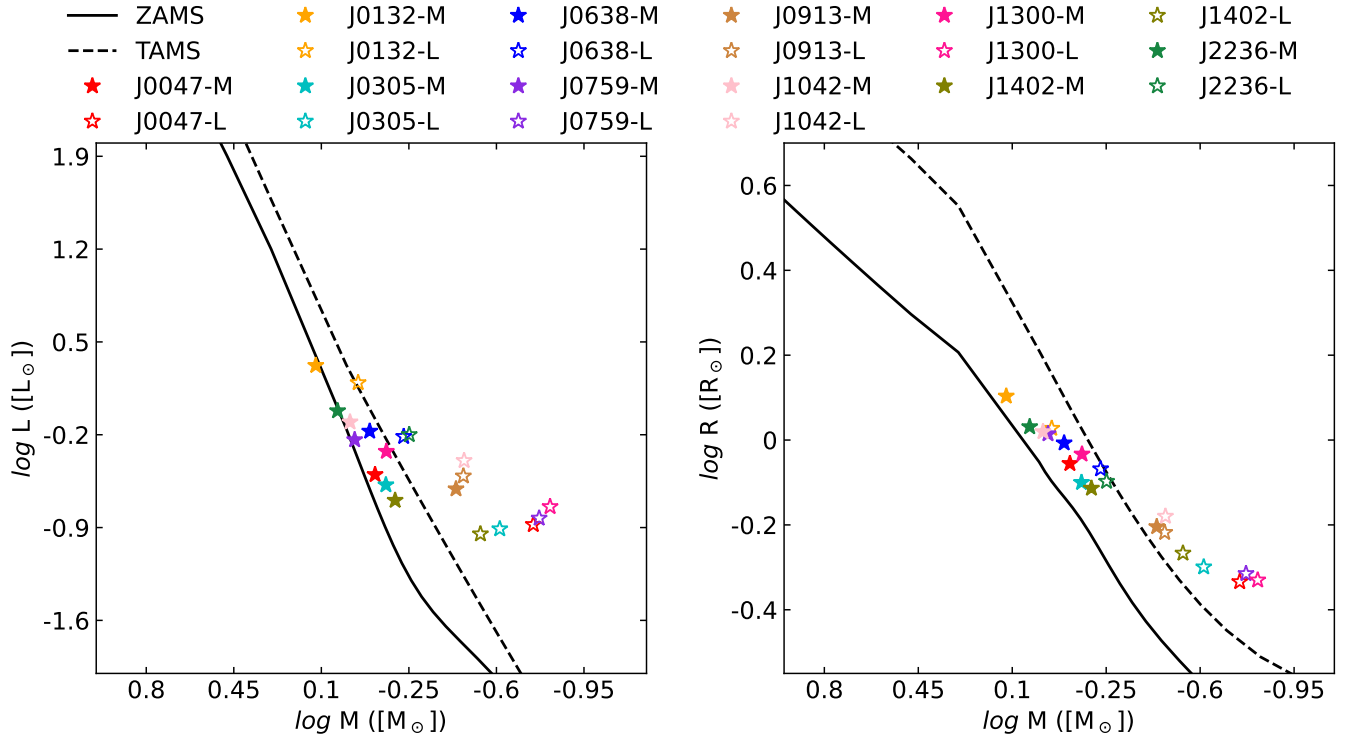 ZAMS J0132-M J0638-M J0913-M J1300-M J1402-L
TAMS J0132-L J0638-L J0913-L J1300-L J2236-M
J0047-M J0305-M J0759-M J1042-M J1402-M J2236-L
J0047-L J0305-L J0759-L J1042-L
1.9
1.2
0.5
-0.2
-0.9
-1.6
log L ([L⊙])
0.8 0.45 0.1 -0.25 -0.6 -0.95
log M ([M⊙])
0.6
0.4
0.2
0
-0.2
-0.4
log R ([R⊙])
0.8 0.45 0.1 -0.25 -0.6 -0.95
log M ([M⊙])